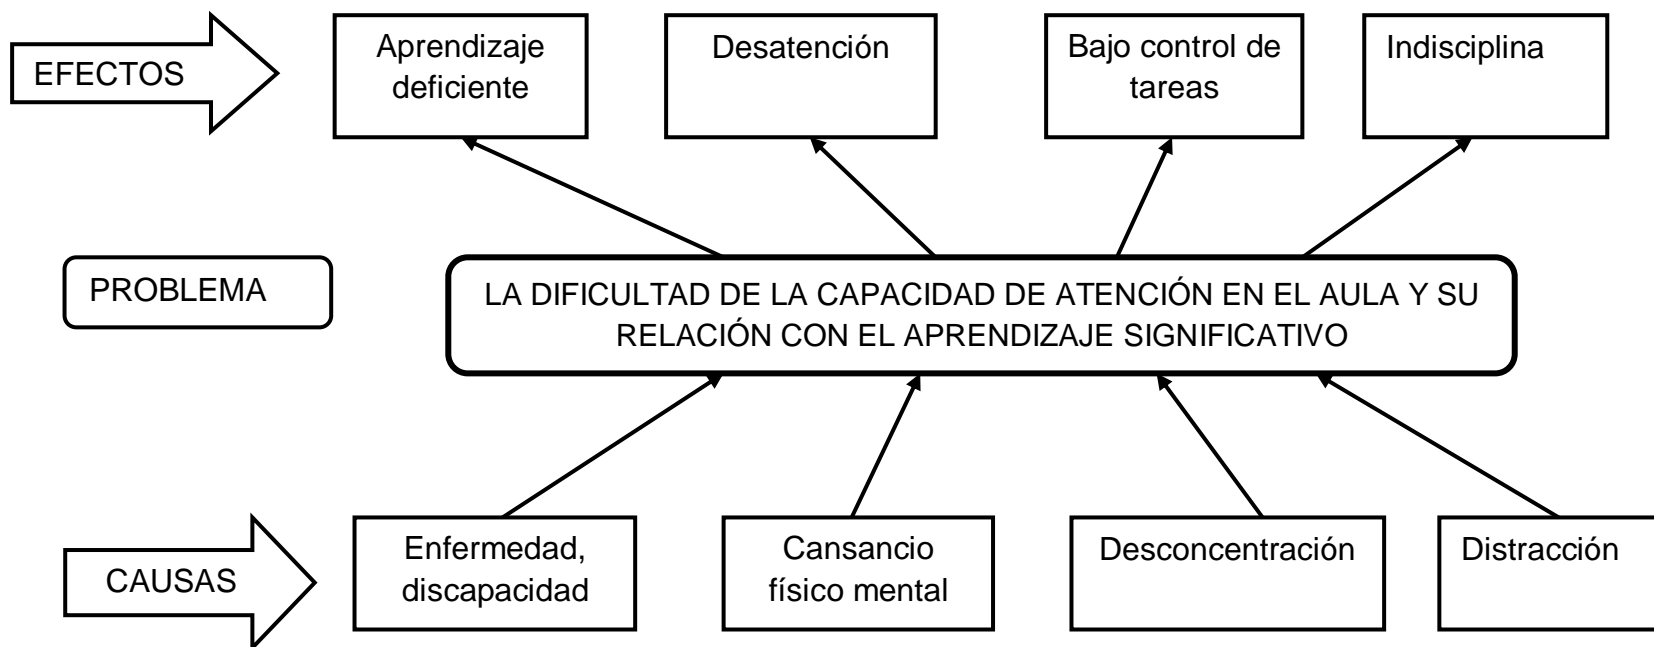 EFECTOS
Aprendizaje
deficiente
Desatención
Bajo control de
tareas
Indisciplina
PROBLEMA
LA DIFICULTAD DE LA CAPACIDAD DE ATENCIÓN EN EL AULA Y SU
RELACIÓN CON EL APRENDIZAJE SIGNIFICATIVO
CAUSAS
Enfermedad,
discapacidad
Cansancio
físico mental
Desconcentración
Distracción